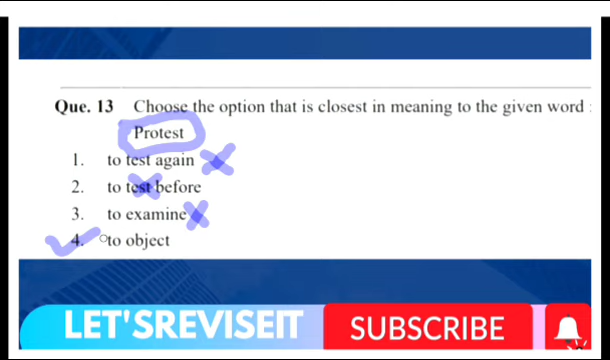 Que. 13 Choose the option that is closest in meaning to the given word :
Protest
1. to test again
2. to test before
3. to examine
4. to object
LET'SREVISEIT SUBSCRIBE